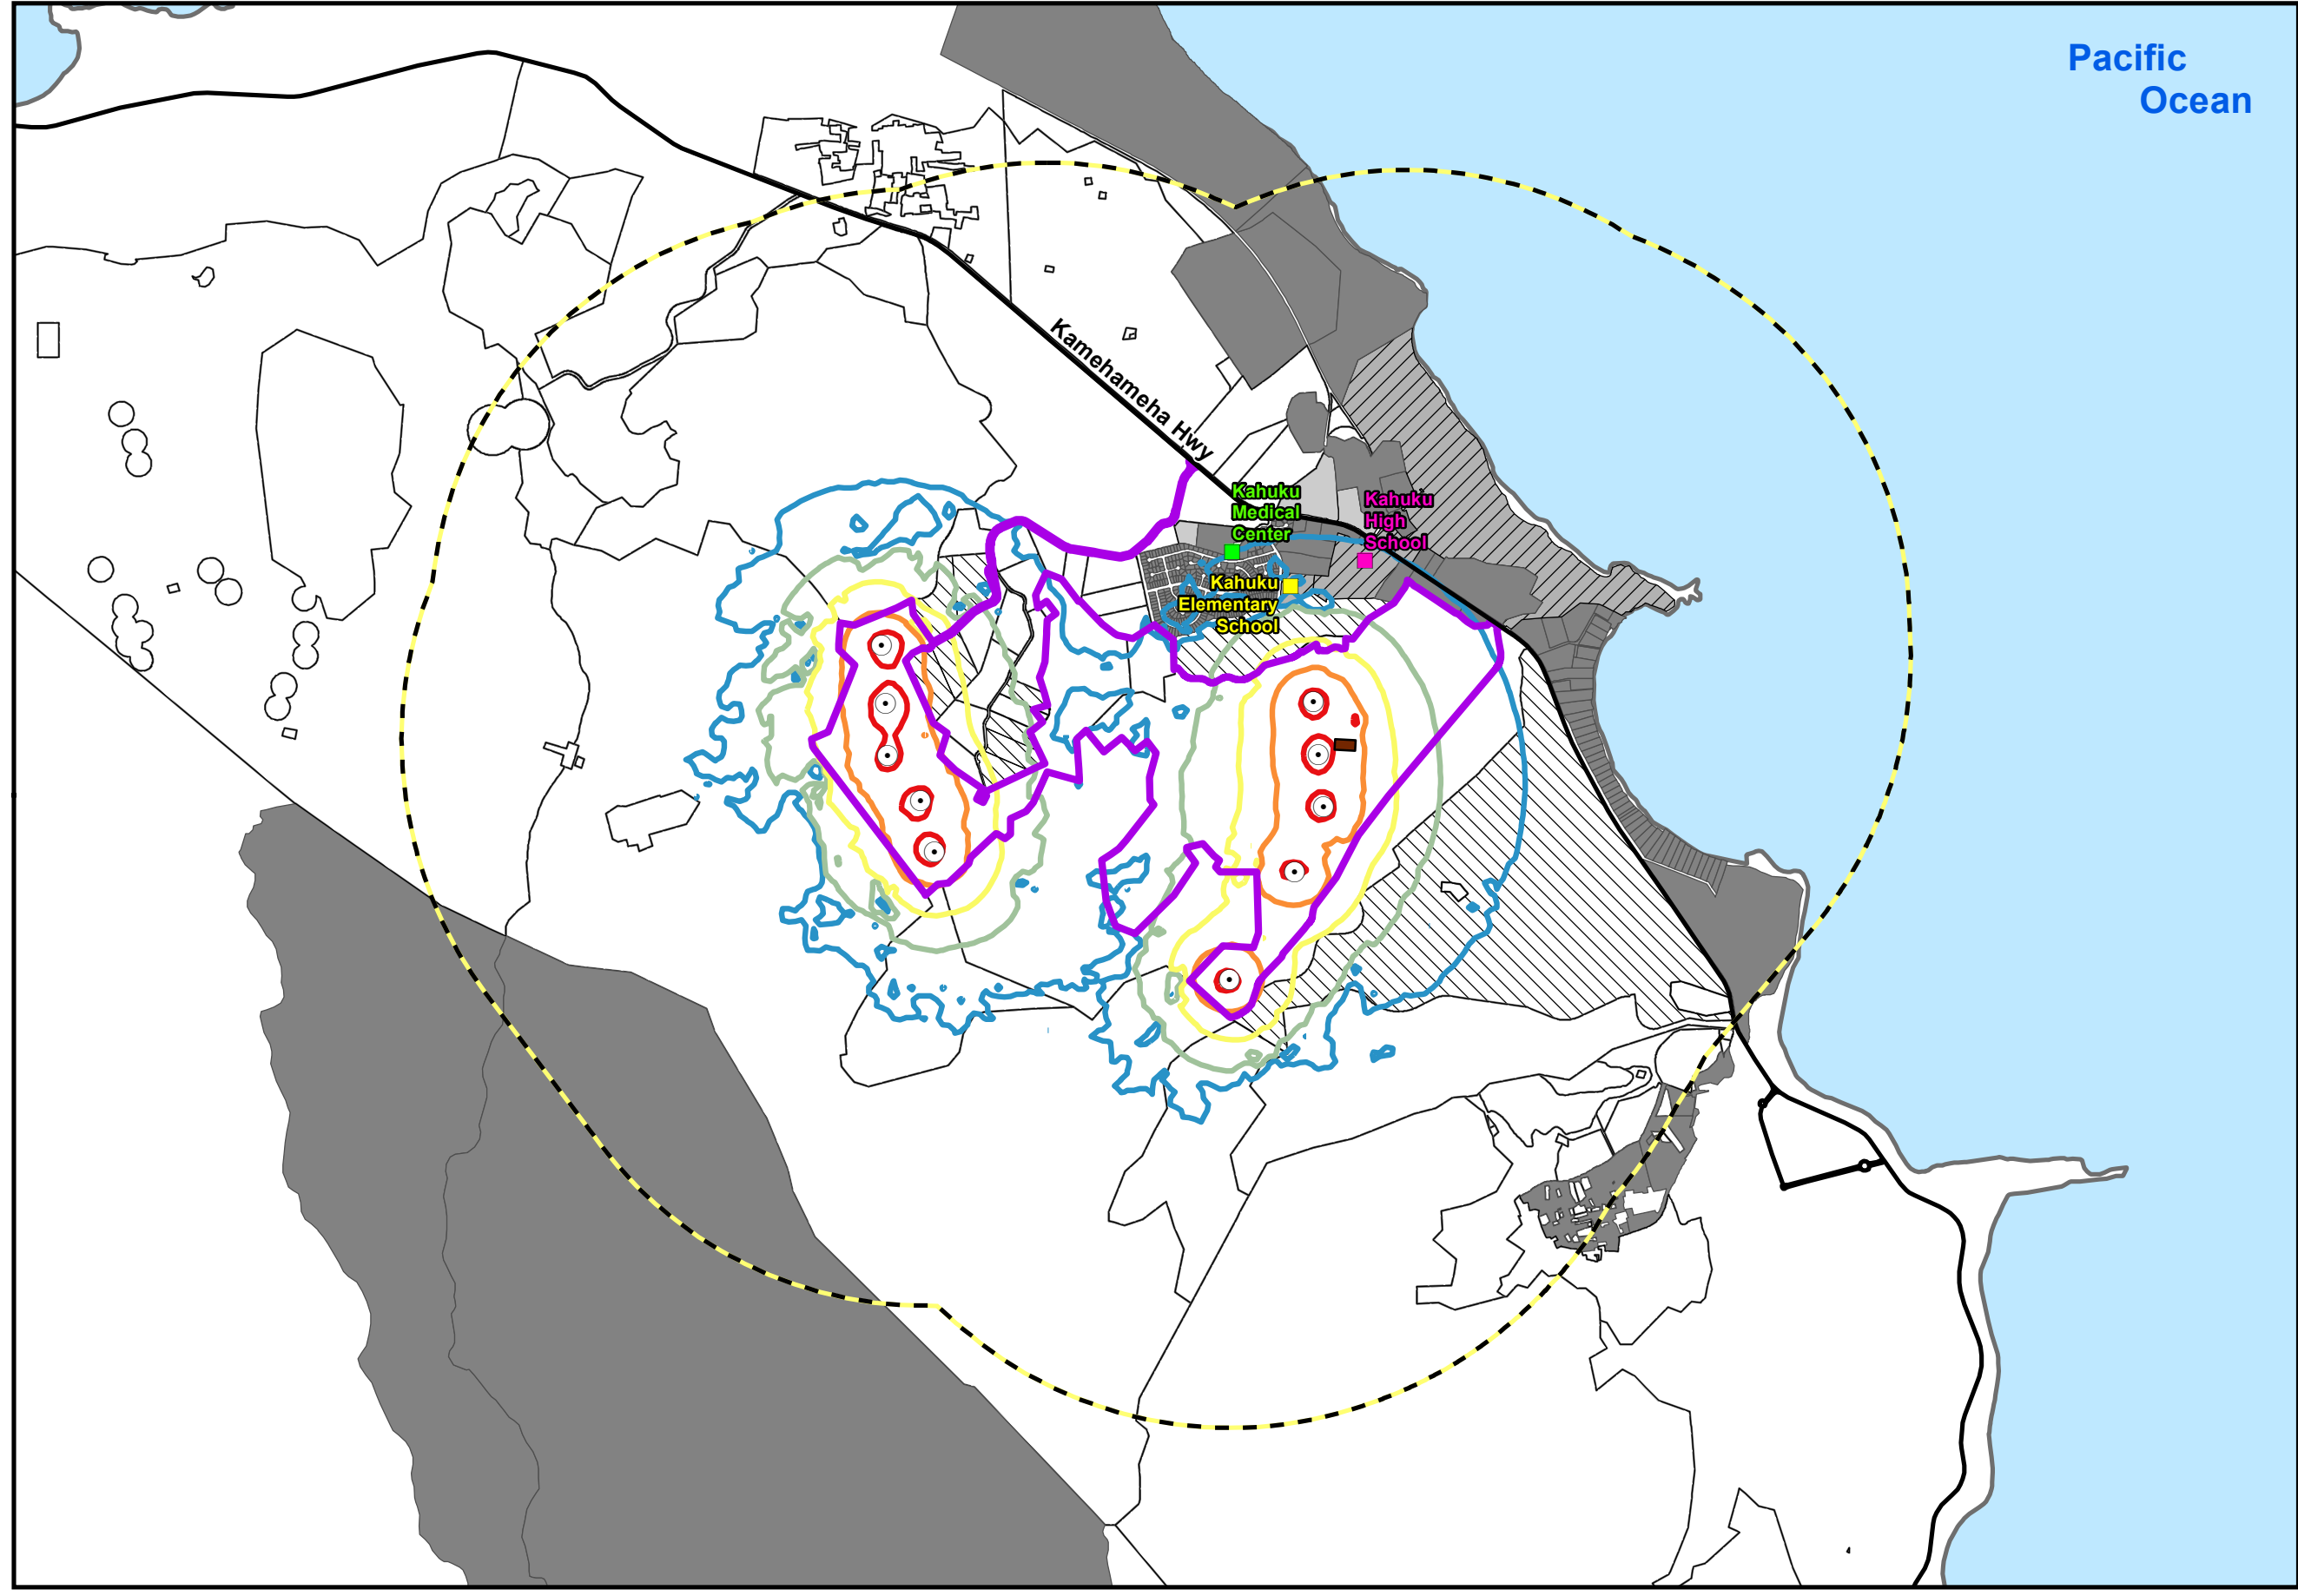 Pacific
Ocean
Kamehameha Hwy
Kahuku
Medical
Center
Kahuku
High
School
Kahuku
Elementary
School